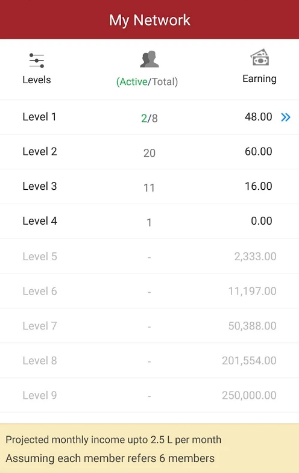 My Network
Levels (Active/Total) Earning
Level 1 2/8 48.00 »
Level 2 20 60.00
Level 3 11 16.00
Level 4 1 0.00
Level 5 - 2,333.00
Level 6 - 11,197.00
Level 7 - 50,388.00
Level 8 - 201,554.00
Level 9 - 250,000.00
Projected monthly income upto 2.5 L per month
Assuming each member refers 6 members